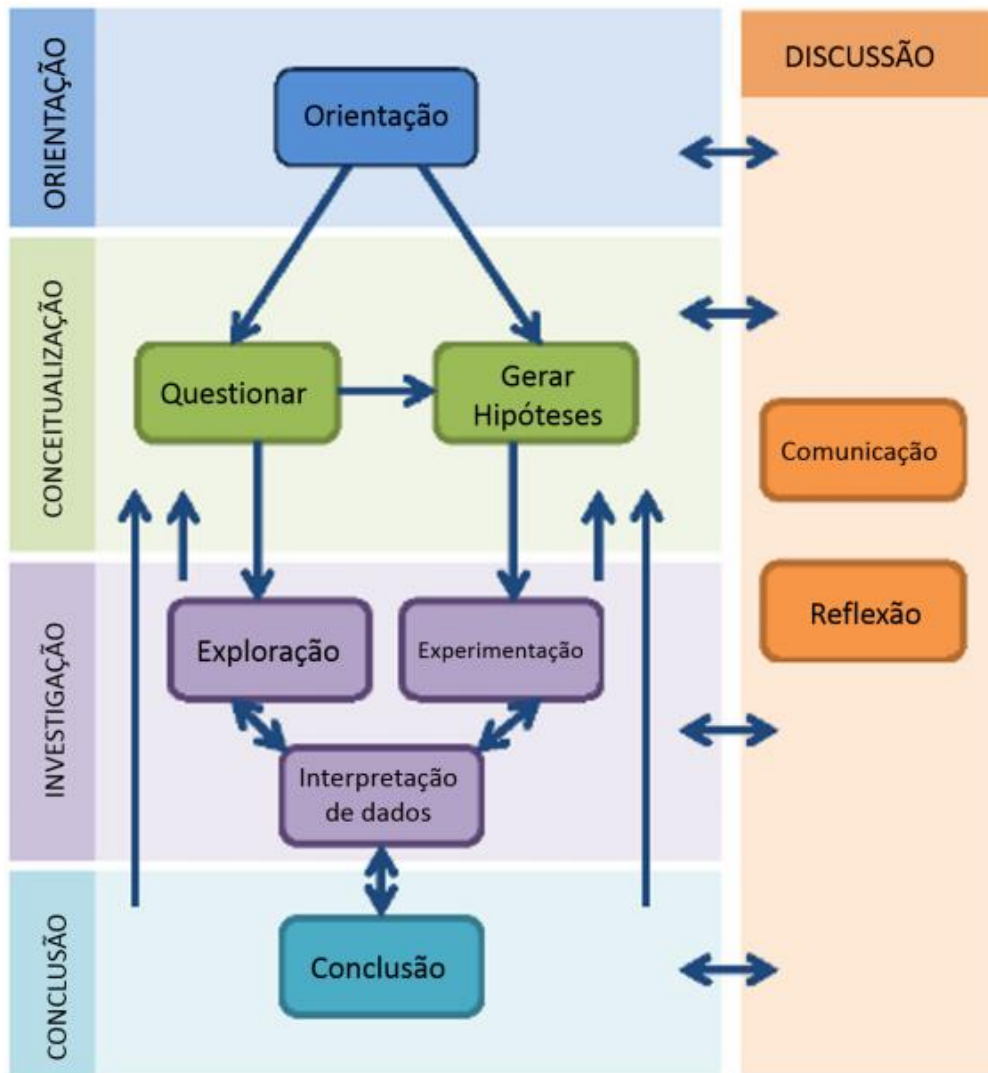 ORIENTAÇÃO
Orientação
CONCEITUALIZAÇÃO
Questionar
Gerar
Hipóteses
INVESTIGAÇÃO
Exploração
Experimentação
Interpretação
de dados
CONCLUSÃO
Conclusão
DISCUSSÃO
Comunicação
Reflexão